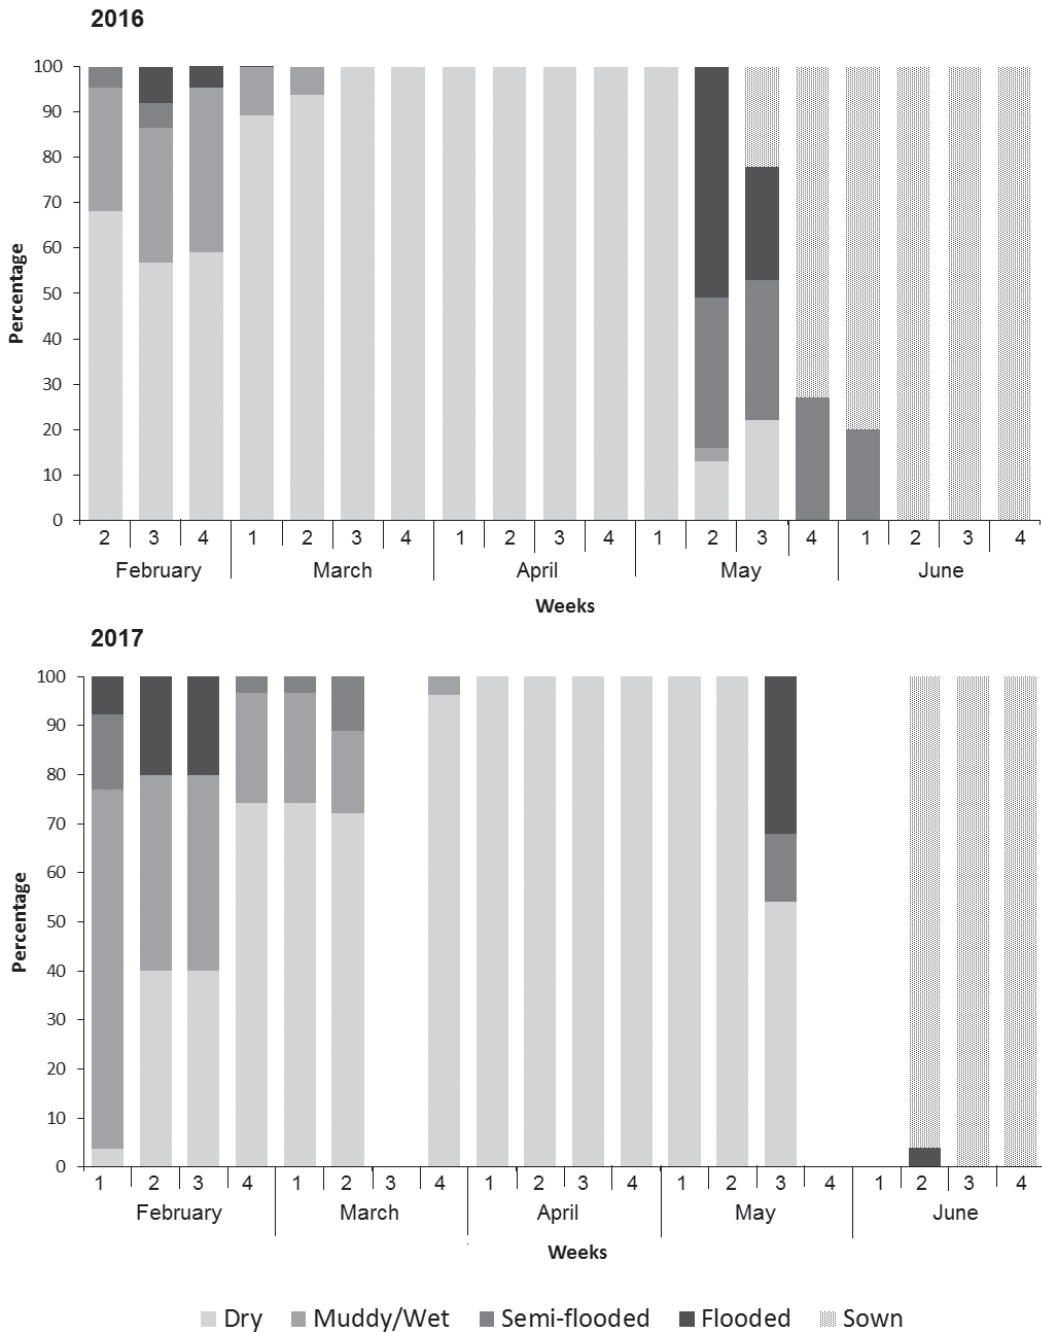 2016
100
90
80
70
60
50
40
30
20
10
0
Percentage
2 3 4 1 2 3 4 1 2 3 4 1 2 3 4 1 2 3 4
February March April May June
Weeks
2017
100
90
80
70
60
50
40
30
20
10
0
Percentage
1 2 3 4 1 2 3 4 1 2 3 4 1 2 3 4 1 2 3 4
February March April May June
Weeks
Dry Muddy/Wet Semi-flooded Flooded Sown